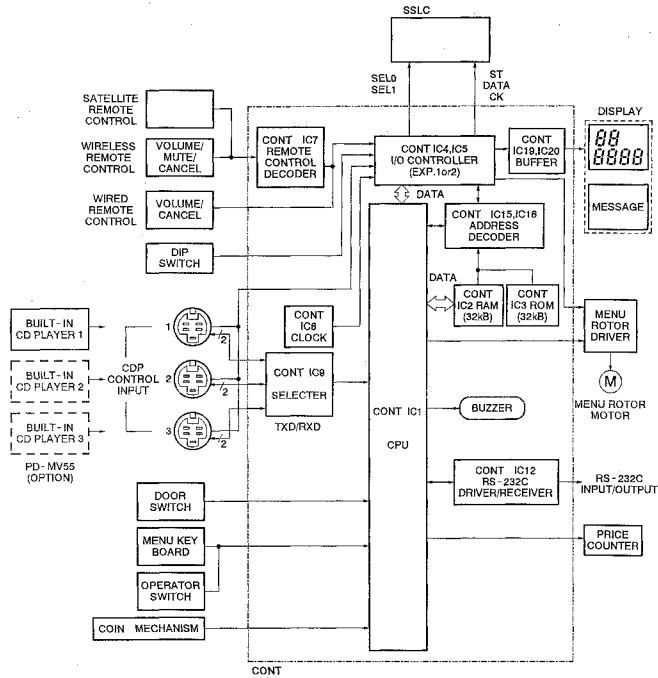 SSLC
SEL0
SEL1
ST
DATA
CK
SATELLITE
REMOTE
CONTROL
WIRELESS
REMOTE
CONTROL
VOLUME/
MUTE/
CANCEL
WIRED
REMOTE
CONTROL
VOLUME/
CANCEL
DIP
SWITCH
CONT IC7
REMOTE
CONTROL
DECODER
CONT IC4,IC5
I/O CONTROLLER
(EXP.1or2)
CONT
IC19,IC20
BUFFER
DISPLAY
88
8888
MESSAGE
DATA
CONT IC15,IC16
ADDRESS
DECODER
DATA
CONT
IC2 RAM
(32kB)
CONT
IC3 ROM
(32kB)
CONT
IC6
CLOCK
MENU
ROTOR
DRIVER
M
MENU ROTOR
MOTOR
BUILT-IN
CD PLAYER 1
BUILT-IN
CD PLAYER 2
BUILT-IN
CD PLAYER 3
PD-MV55
(OPTION)
CDP
CONTROL
INPUT
1
2
2
2
3
2
CONT IC9
SELECTER
TXD/RXD
CONT IC1
CPU
BUZZER
CONT IC12
RS-232C
DRIVER/RECEIVER
RS-232C
INPUT/OUTPUT
PRICE
COUNTER
DOOR
SWITCH
MENU KEY
BOARD
OPERATOR
SWITCH
COIN MECHANISM
CONT